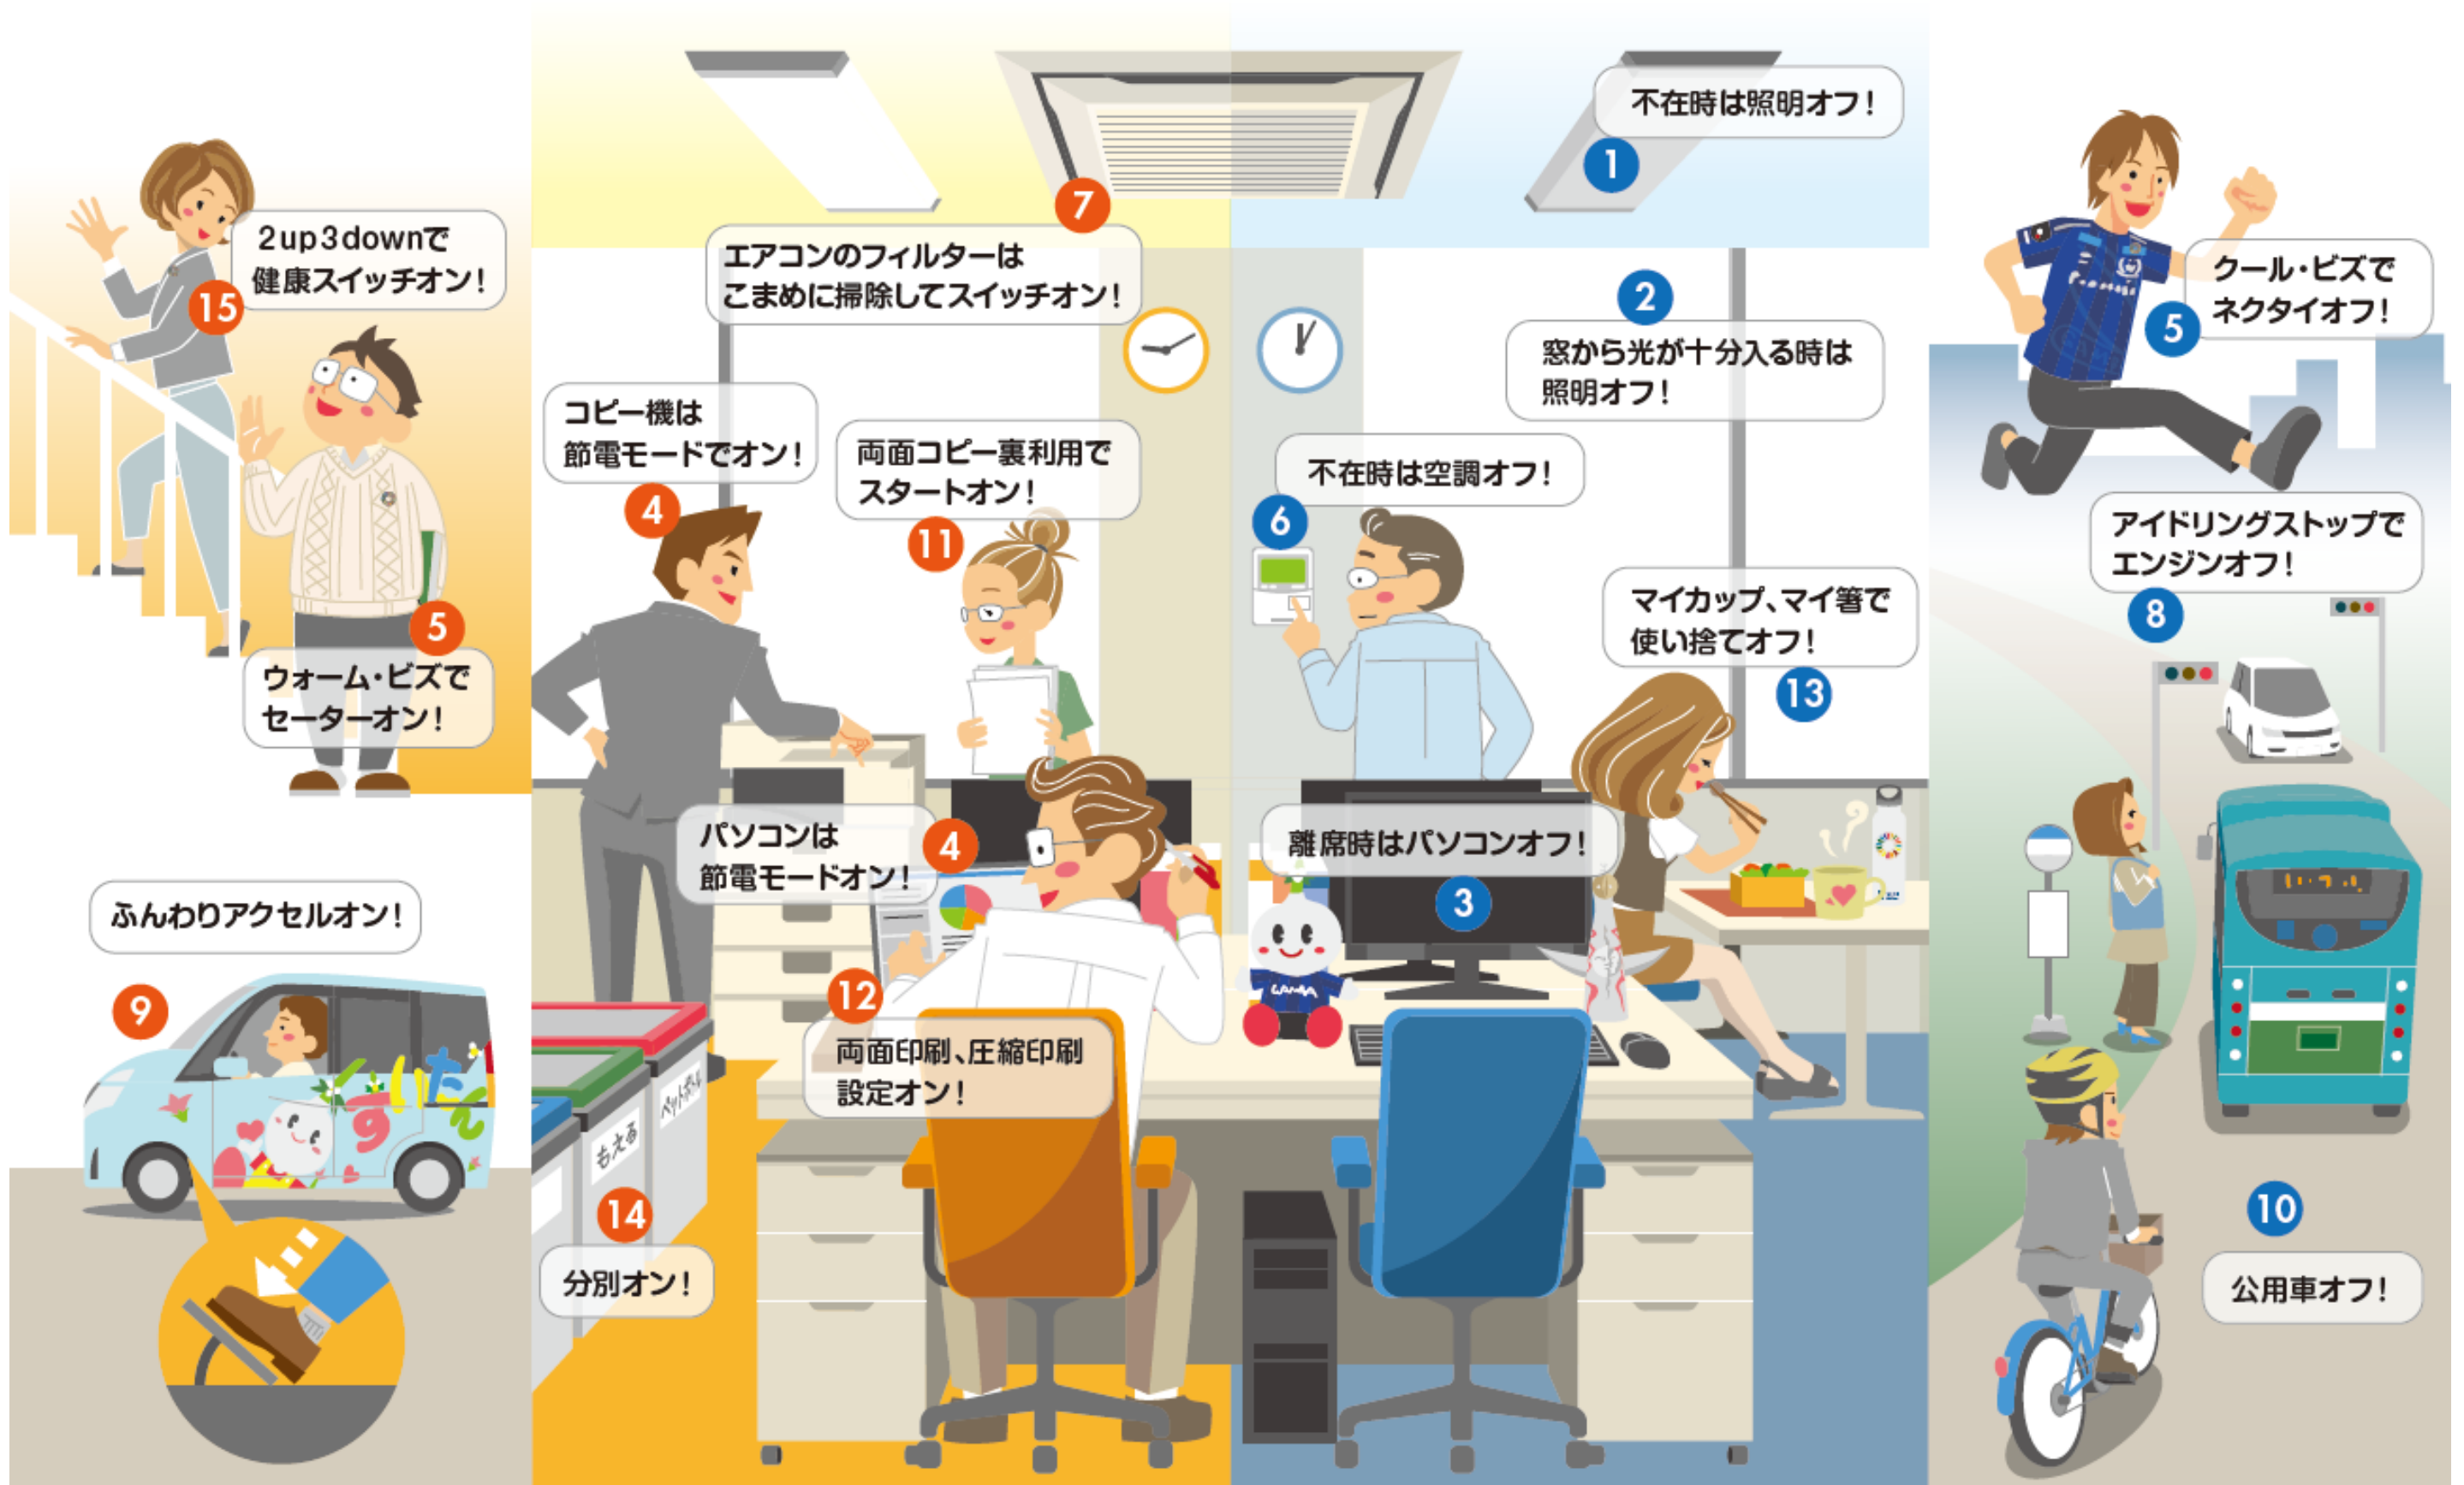 2up3downで
健康スイッチオン！
15
5
ウォーム・ビズで
セーターオン！
ふんわりアクセルオン！
9
すいたん
7
エアコンのフィルターは
こまめに掃除してスイッチオン！
コピー機は
節電モードでオン！
4
両面コピー裏利用で
スタートオン！
11
パソコンは
節電モードオン！
4
12
両面印刷、圧縮印刷
設定オン！
ペットボトル
もえる
14
分別オン！
不在時は照明オフ！
1
2
窓から光が十分入る時は
照明オフ！
不在時は空調オフ！
6
マイカップ、マイ箸で
使い捨てオフ！
13
離席時はパソコンオフ！
3
GAMBA
クール・ビズで
ネクタイオフ！
5
アイドリングストップで
エンジンオフ！
8
10
公用車オフ！